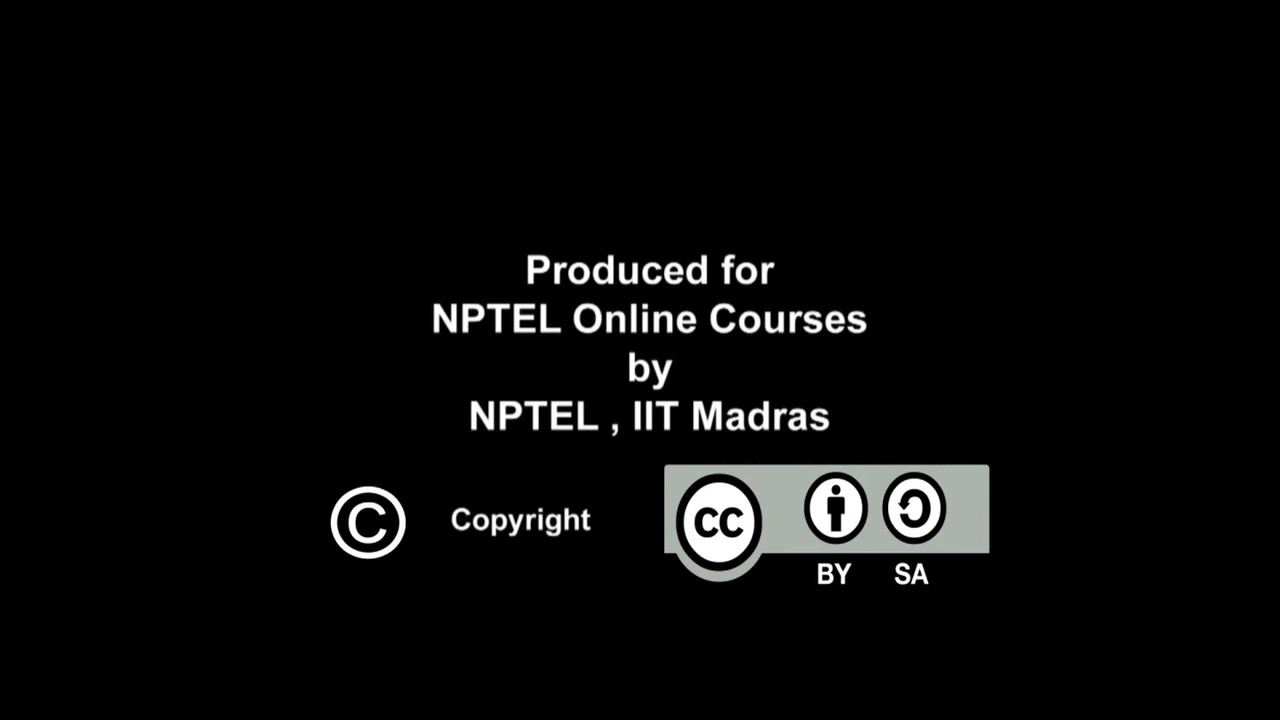 Produced for
NPTEL Online Courses
by
NPTEL , IIT Madras
© Copyright
cc
BY SA